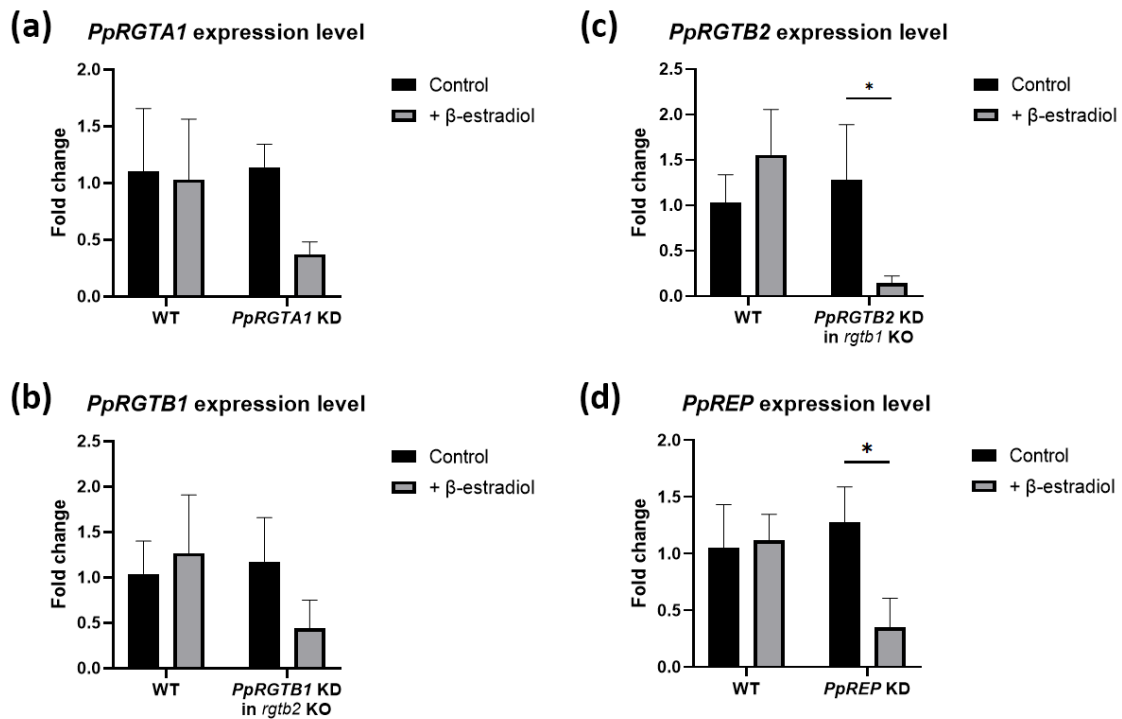 (a)
PpRGTA1 expression level
Fold change
2.0
1.5
1.0
0.5
0.0
WT
PpRGTA1 KD
Control
+ β-estradiol
(c)
PpRGTB2 expression level
Fold change
2.5
2.0
1.5
1.0
0.5
0.0
*
WT
PpRGTB2 KD
in rgtb1 KO
Control
+ β-estradiol
(b)
PpRGTB1 expression level
Fold change
2.5
2.0
1.5
1.0
0.5
0.0
WT
PpRGTB1 KD
in rgtb2 KO
Control
+ β-estradiol
(d)
PpREP expression level
Fold change
2.0
1.5
1.0
0.5
0.0
*
WT
PpREP KD
Control
+ β-estradiol